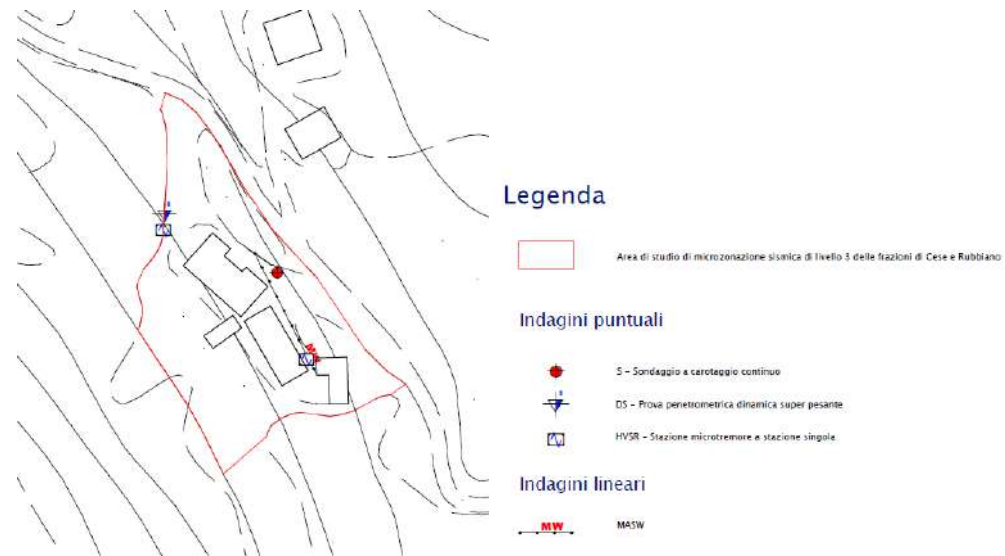 Legenda
Area di studio di microzonazione sismica di livello 3 delle frazioni di Cese e Rubbiano
Indagini puntuali
S - Sondaggio a carotaggio continuo
DS - Prova penetrometrica dinamica super pesante
HVSR - Stazione microtremore a stazione singola
Indagini lineari
MW
MASW